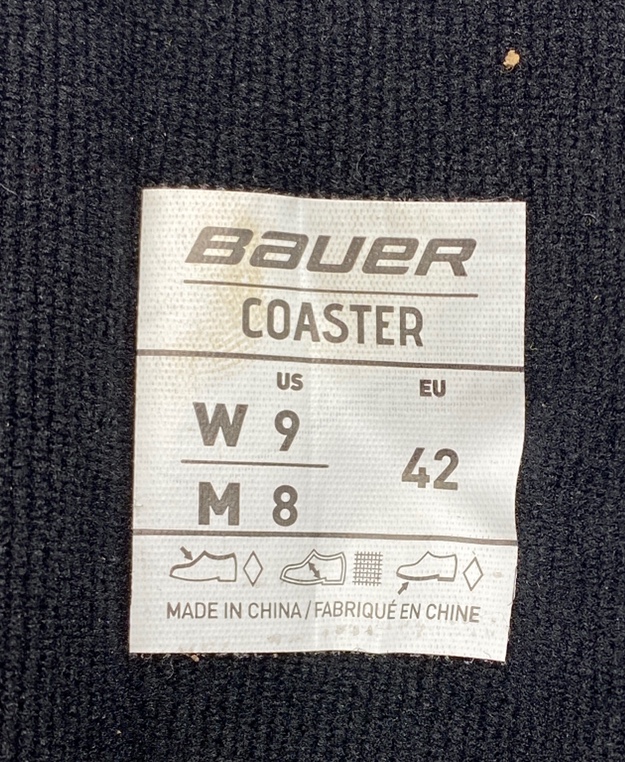 BAUER
COASTER
US EU
W 9
42
M 8
MADE IN CHINA / FABRIQUÉ EN CHINE